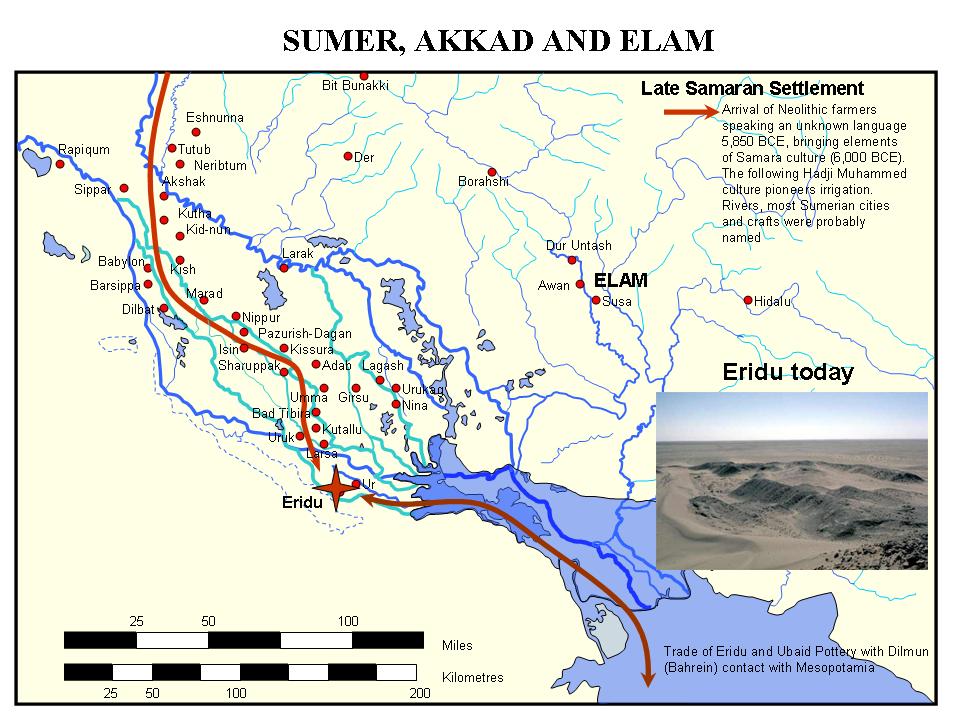 SUMER, AKKAD AND ELAM
Late Samaran Settlement
Arrival of Neolithic farmers
speaking an unknown language
5,850 BCE, bringing elements
of Samara culture (6,000 BCE).
The following Hadji Muhammed
culture pioneers irrigation.
Rivers, most Sumerian cities
and crafts were probably
named
Bit Bunakki
Eshnunna
Tutub
Neribtum
Rapiqum
Der
Sippar
Akshak
Borahshi
Kutha
Kid-nun
Dur Untash
Larak
Babylon
Kish
ELAM
Barsippa
Awan
Marad
Susa
Hidalu
Dilbat
Nippur
Pazurish-Dagan
Isin
Kissura
Sharuppak
Adab
Lagash
Eridu today
Umma
Girsu
Urukag
Nina
Bad Tibira
Kutallu
Uruk
Larsa
Ur
Eridu
25 50 100
Miles
Kilometres
25 50 100 200
Trade of Eridu and Ubaid Pottery with Dilmun
(Bahrein) contact with Mesopotamia